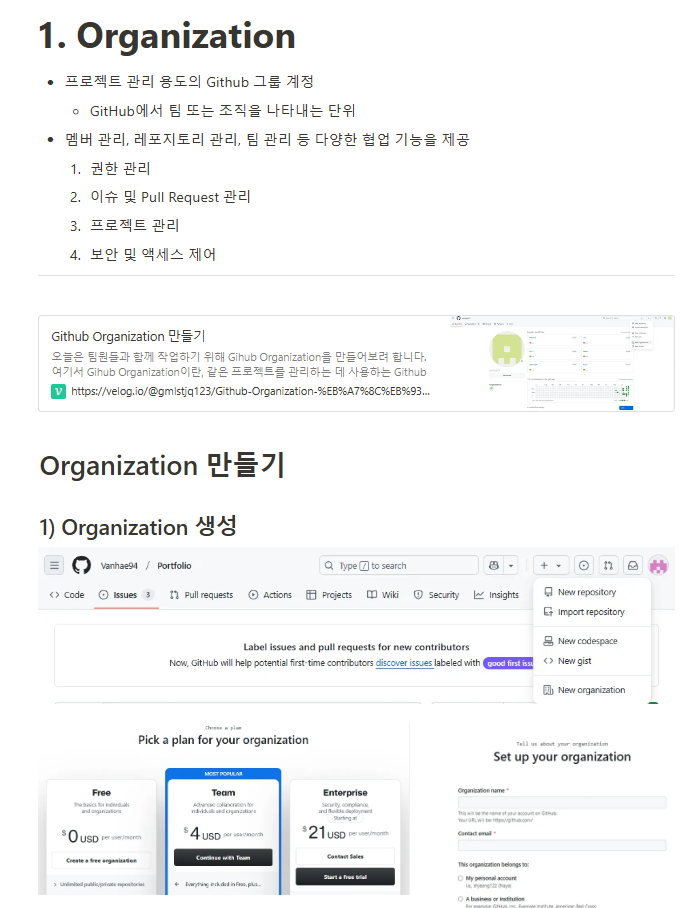 1. Organization
프로젝트 관리 용도의 Github 그룹 계정
GitHub에서 팀 또는 조직을 나타내는 단위
멤버 관리, 레포지토리 관리, 팀 관리 등 다양한 협업 기능을 제공
1. 권한 관리
2. 이슈 및 Pull Request 관리
3. 프로젝트 관리
4. 보안 및 액세스 제어
Github Organization 만들기
오늘은 팀원들과 함께 작업하기 위해 Gihub Organization을 만들어보려 합니다.
여기서 Gihub Organization이란, 같은 프로젝트를 관리하는 데 사용하는 Github
https://velog.io/@gmlstjq123/Github-Organization-%EB%A7%8C%EB%93...
Organization 만들기
1) Organization 생성
Vanhae94 / Portfolio
Type / to search
Code Issues 3 Pull requests Actions Projects Wiki Security Insights
New repository
Import repository
New codespace
New gist
New organization
Label issues and pull requests for new contributors
Now, GitHub will help potential first-time contributors discover issues labeled with good first issu
Choose a plan
Pick a plan for your organization
Free
The basics for individuals
and organizations
$ 0 USD per user/month
Create a free organization
Unlimited public/private repositories
MOST POPULAR
Team
Advanced collaboration for
individuals and organizations
$ 4 USD per user/month
Continue with Team
Everything included in Free, plus...
Enterprise
Security, compliance,
and flexible deployment
Starting at
$ 21 USD per user/month
Contact Sales
Start a free trial
Tell us about your organization
Set up your organization
Organization name *
This will be the name of your account on GitHub.
Your URL will be: https://github.com/
Contact email *
This organization belongs to:
My personal account
A business or institution